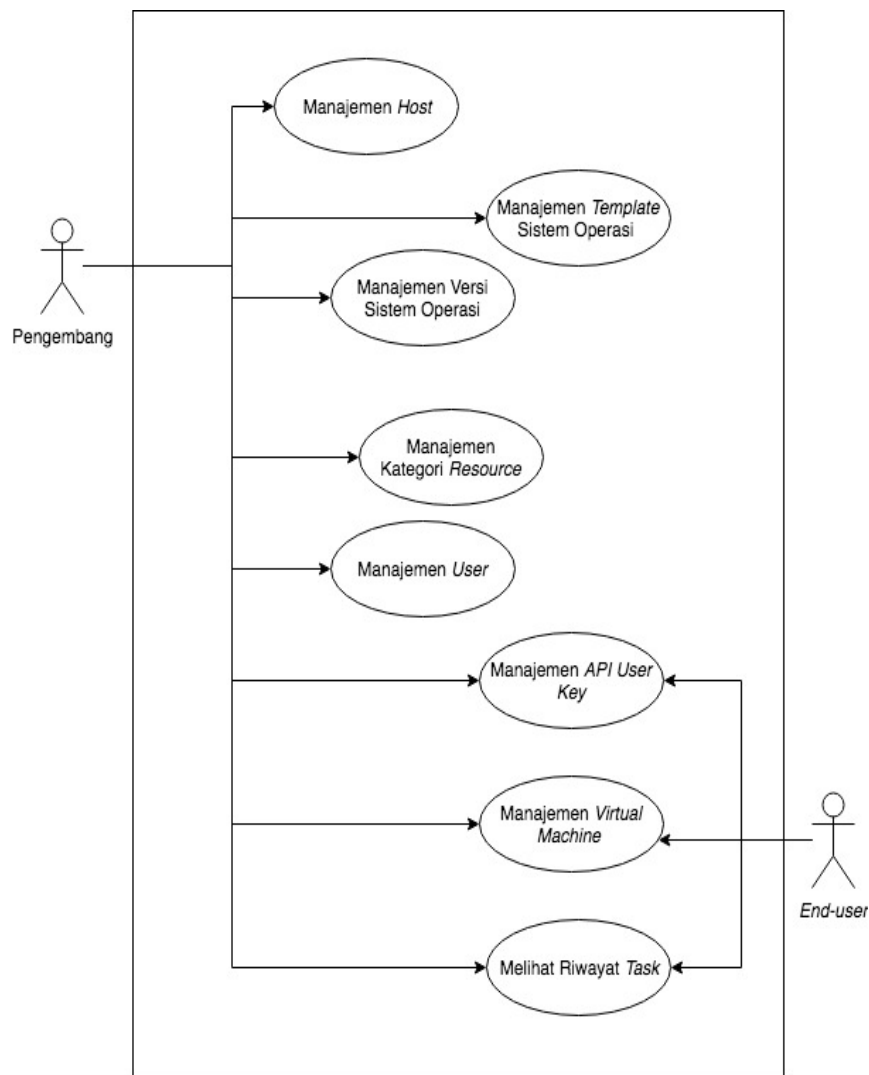 Manajemen Host
Manajemen Template
Sistem Operasi
Manajemen Versi
Sistem Operasi
Pengembang
Manajemen
Kategori Resource
Manajemen User
Manajemen API User
Key
Manajemen Virtual
Machine
End-user
Melihat Riwayat Task